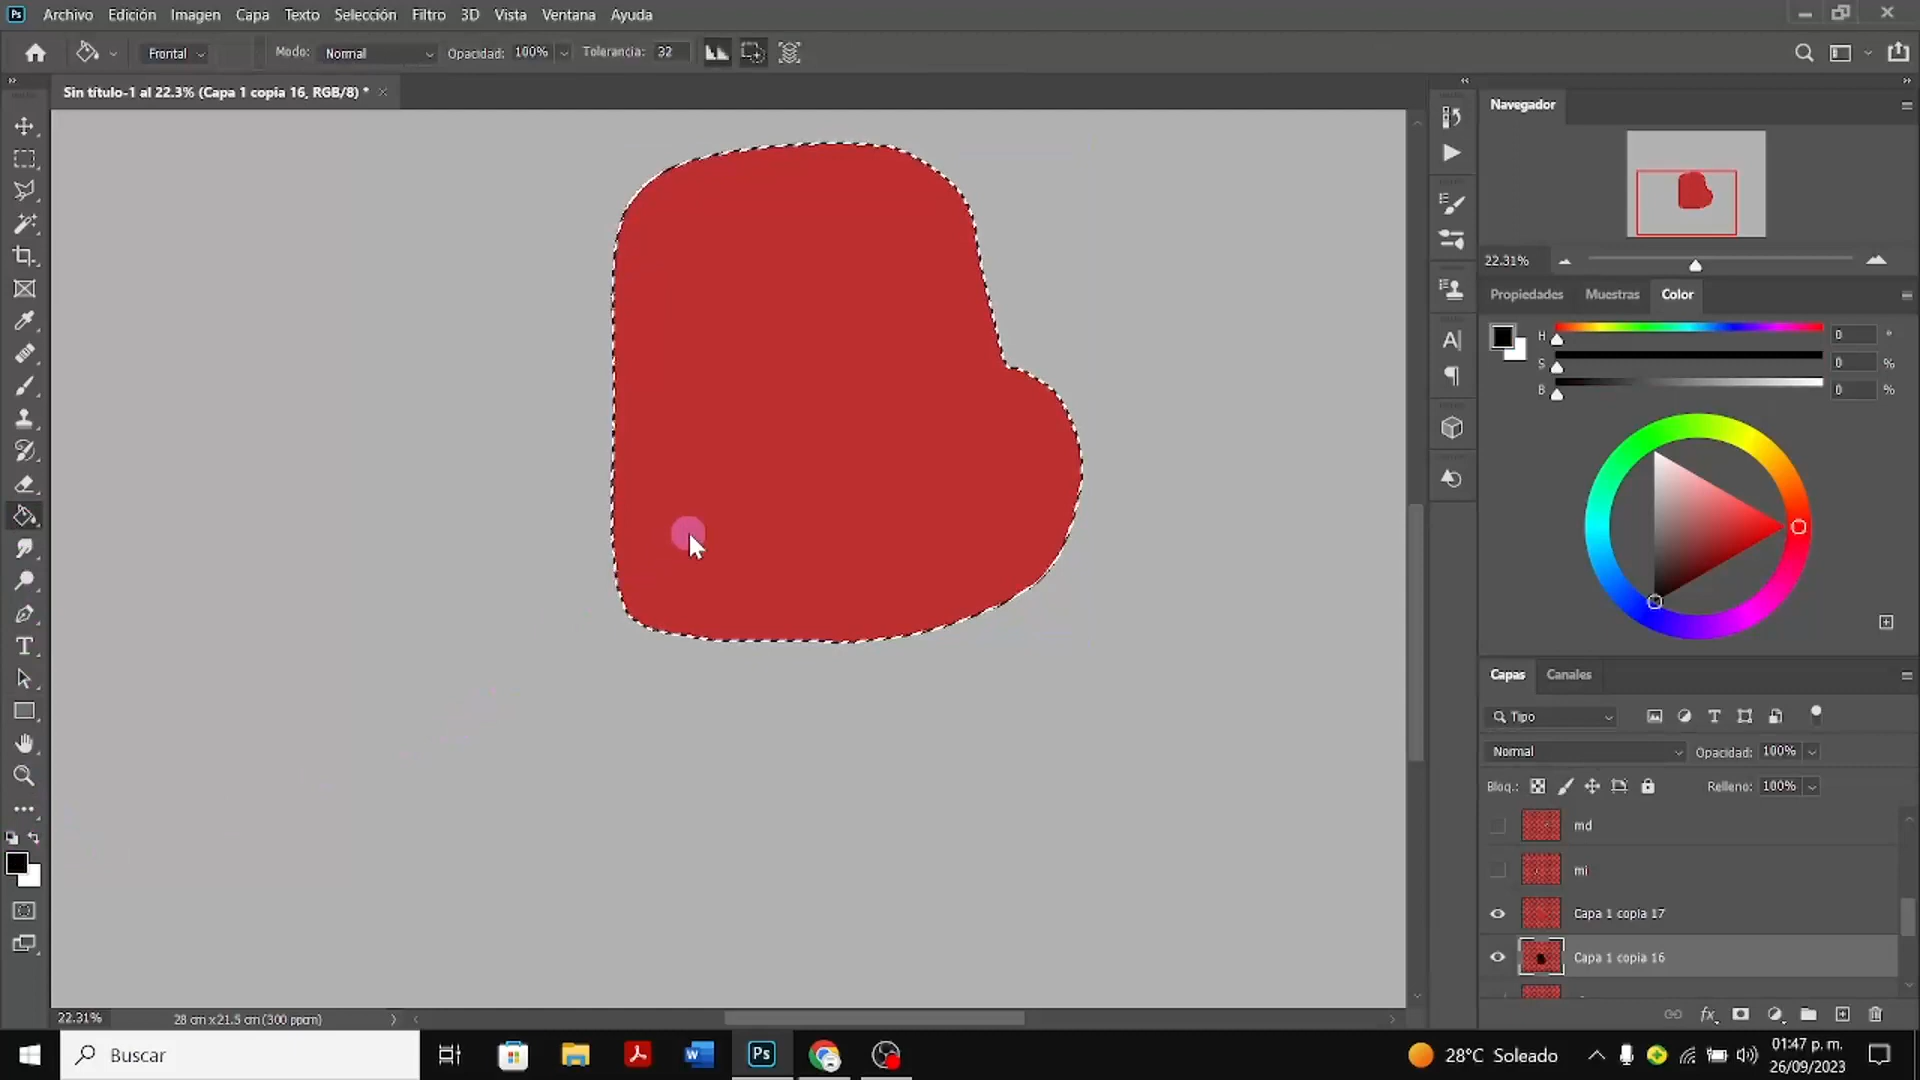 Ps Archivo Edición Imagen Capa Texto Selección Filtro 3D Vista Ventana Ayuda
Frontal Modo: Normal Opacidad: 100% Tolerancia: 32
Sin título-1 al 22.3% (Capa 1 copia 16, RGB/8) *
Navegador
22.31%
Propiedades Muestras Color
H 0 °
S 0 %
B 0 %
Capas Canales
Tipo
Normal Opacidad: 100%
Bloq.: Relleno: 100%
md
mi
Capa 1 copia 17
Capa 1 copia 16
22.31% 28 cm x 21.5 cm (300 ppcm)
Buscar
W
Ps
28°C Soleado
01:47 p. m.
26/09/2023